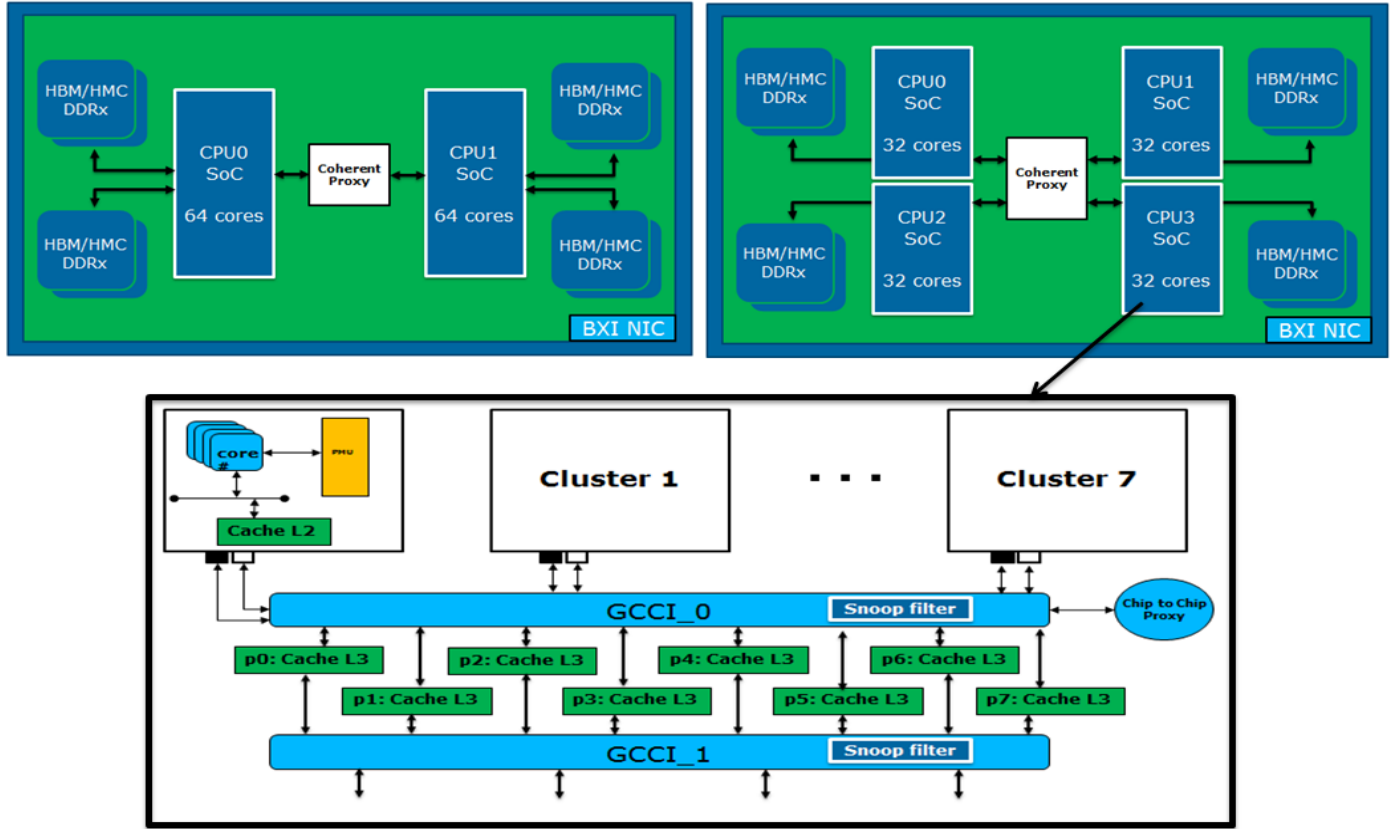 HBM/HMC
DDRx
HBM/HMC
DDRx
CPU0
SoC
64 cores
Coherent
Proxy
CPU1
SoC
64 cores
HBM/HMC
DDRx
HBM/HMC
DDRx
BXI NIC
HBM/HMC
DDRx
HBM/HMC
DDRx
CPU0
SoC
32 cores
CPU2
SoC
32 cores
Coherent
Proxy
CPU1
SoC
32 cores
CPU3
SoC
32 cores
HBM/HMC
DDRx
HBM/HMC
DDRx
BXI NIC
core
#
PMU
Cache L2
Cluster 1
. . .
Cluster 7
GCCI_0
Snoop filter
Chip to Chip
Proxy
p0: Cache L3
p2: Cache L3
p4: Cache L3
p6: Cache L3
p1: Cache L3
p3: Cache L3
p5: Cache L3
p7: Cache L3
GCCI_1
Snoop filter